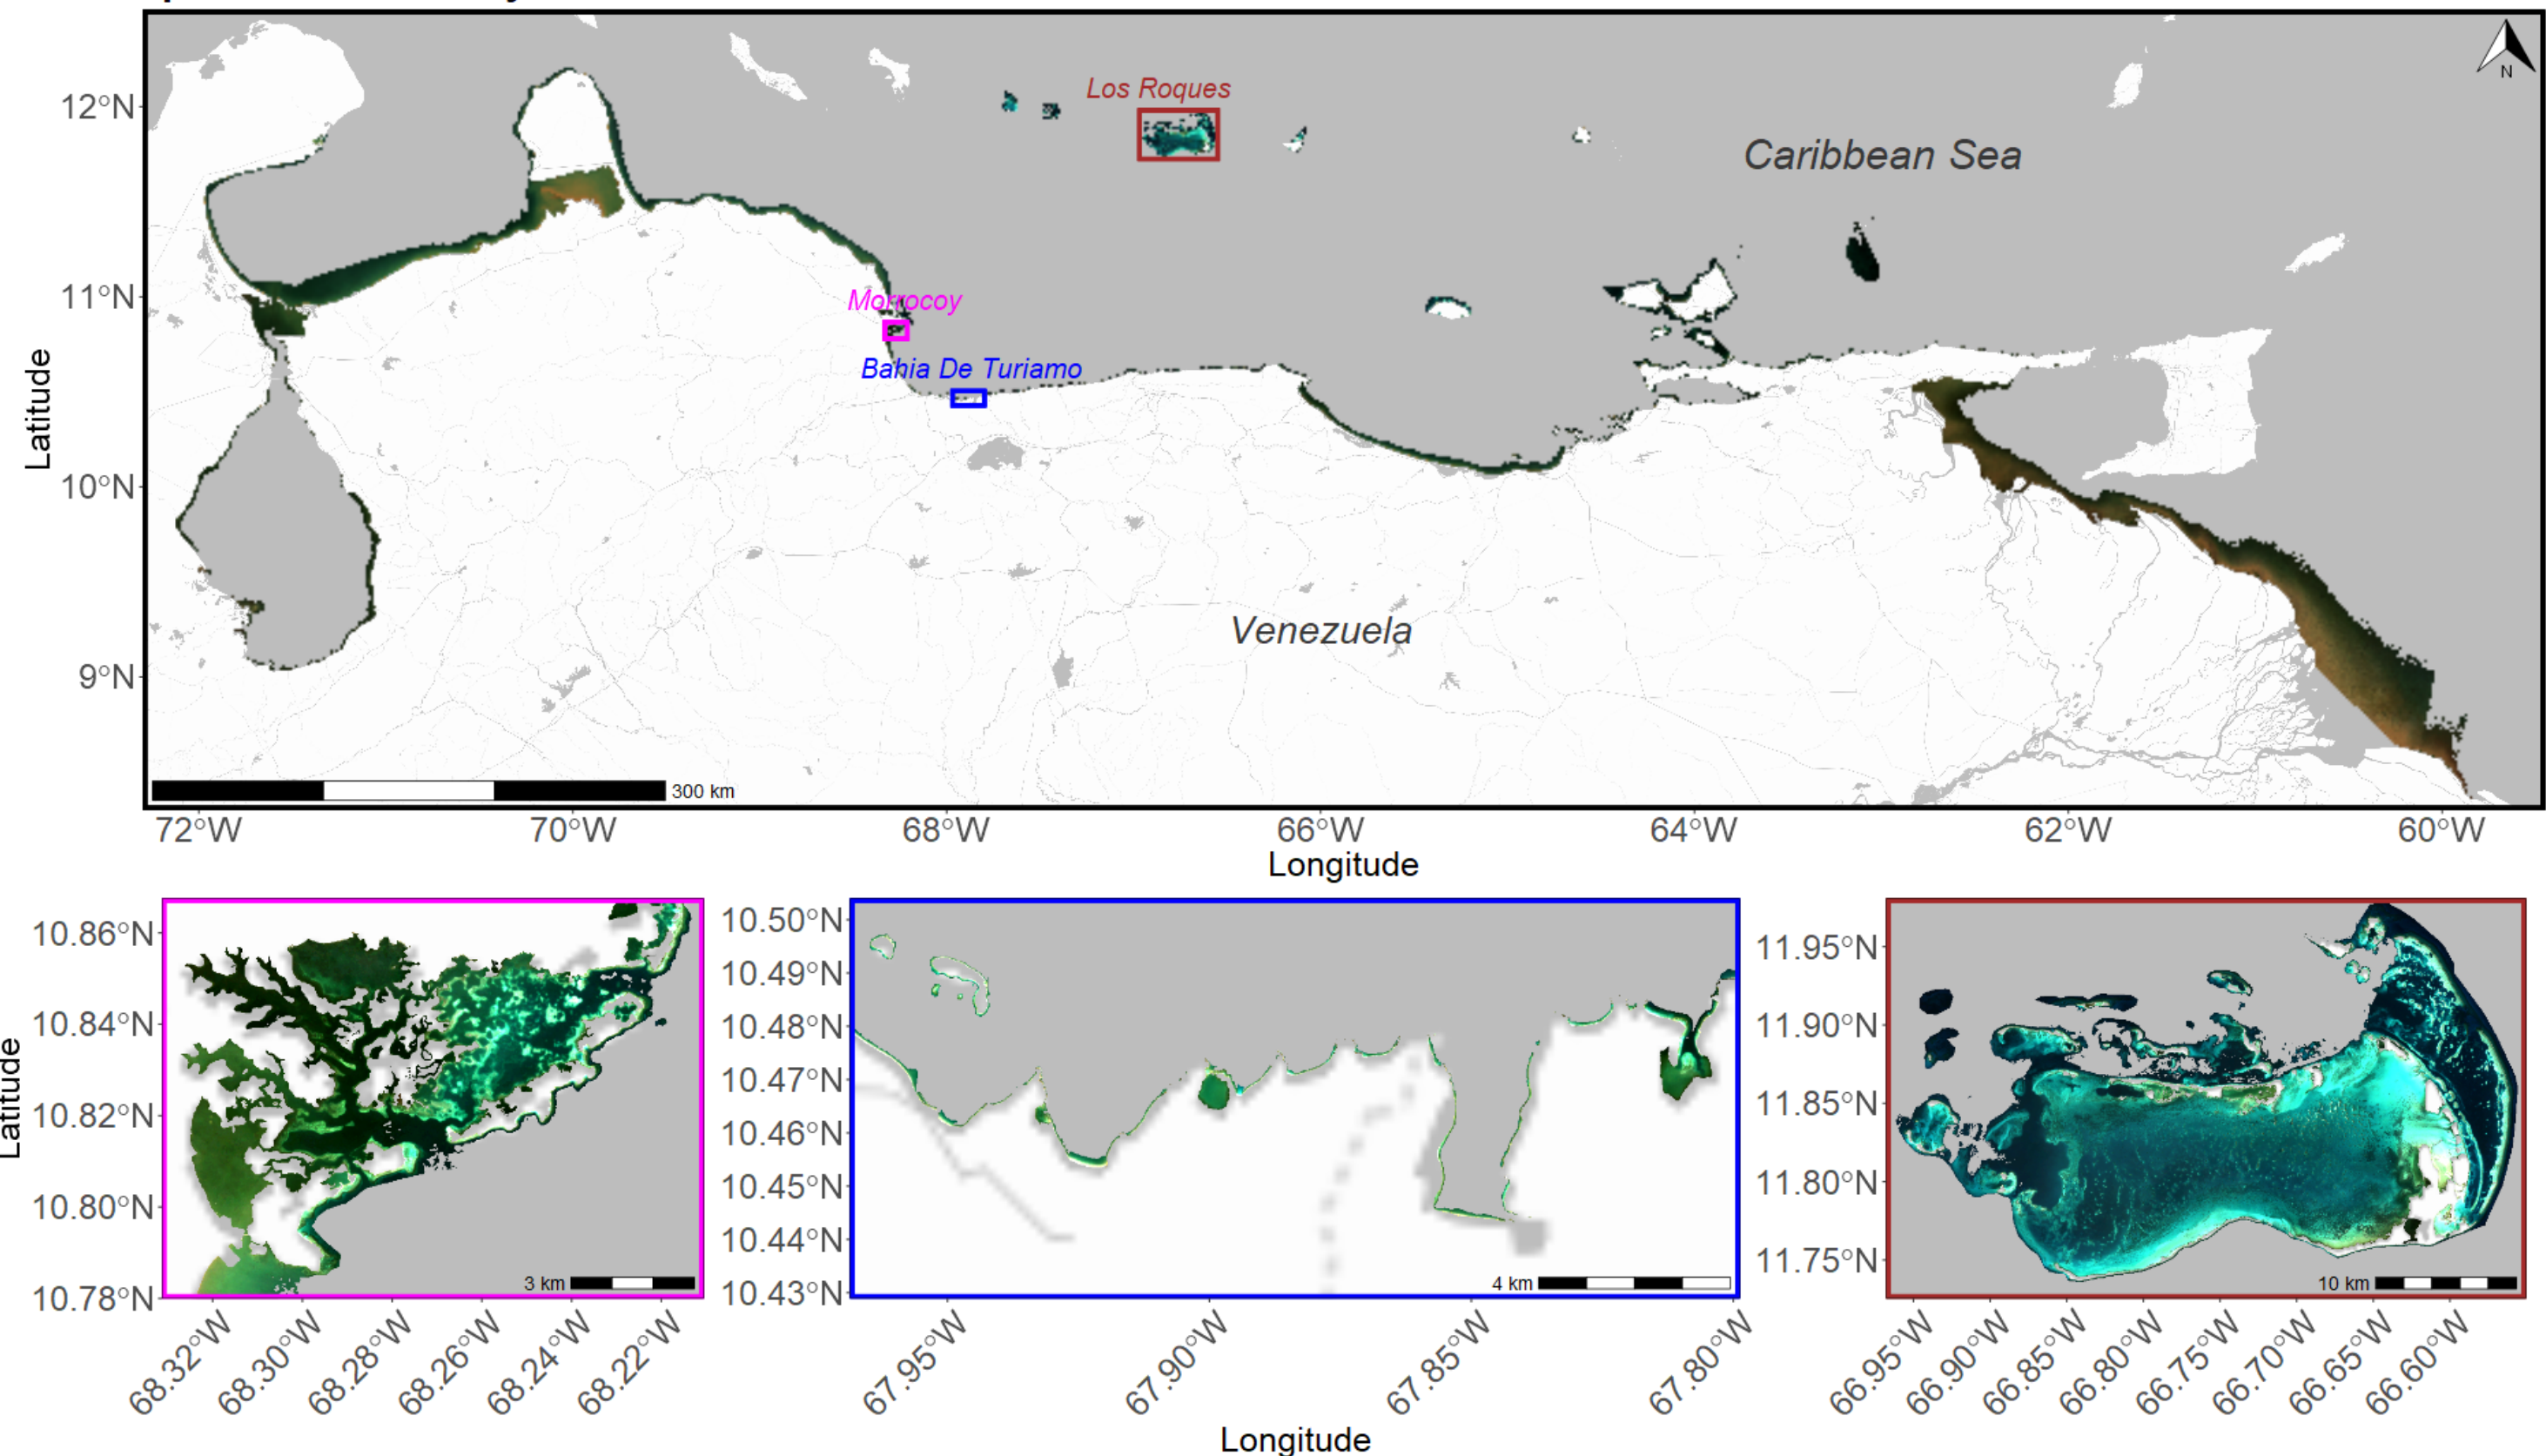 Los Roques
N
12°N
Caribbean Sea
11°N
Morrocoy
Bahia De Turiamo
Latitude
10°N
Venezuela
9°N
300 km
72°W 70°W 68°W 66°W 64°W 62°W 60°W
Longitude
Latitude
10.86°N
10.84°N
10.82°N
10.80°N
10.78°N
3 km
68.32°W 68.30°W 68.28°W 68.26°W 68.24°W 68.22°W
10.50°N
10.49°N
10.48°N
10.47°N
10.46°N
10.45°N
10.44°N
10.43°N
4 km
67.95°W 67.90°W 67.85°W 67.80°W
11.95°N
11.90°N
11.85°N
11.80°N
11.75°N
10 km
66.95°W 66.90°W 66.85°W 66.80°W 66.75°W 66.70°W 66.65°W 66.60°W
Longitude